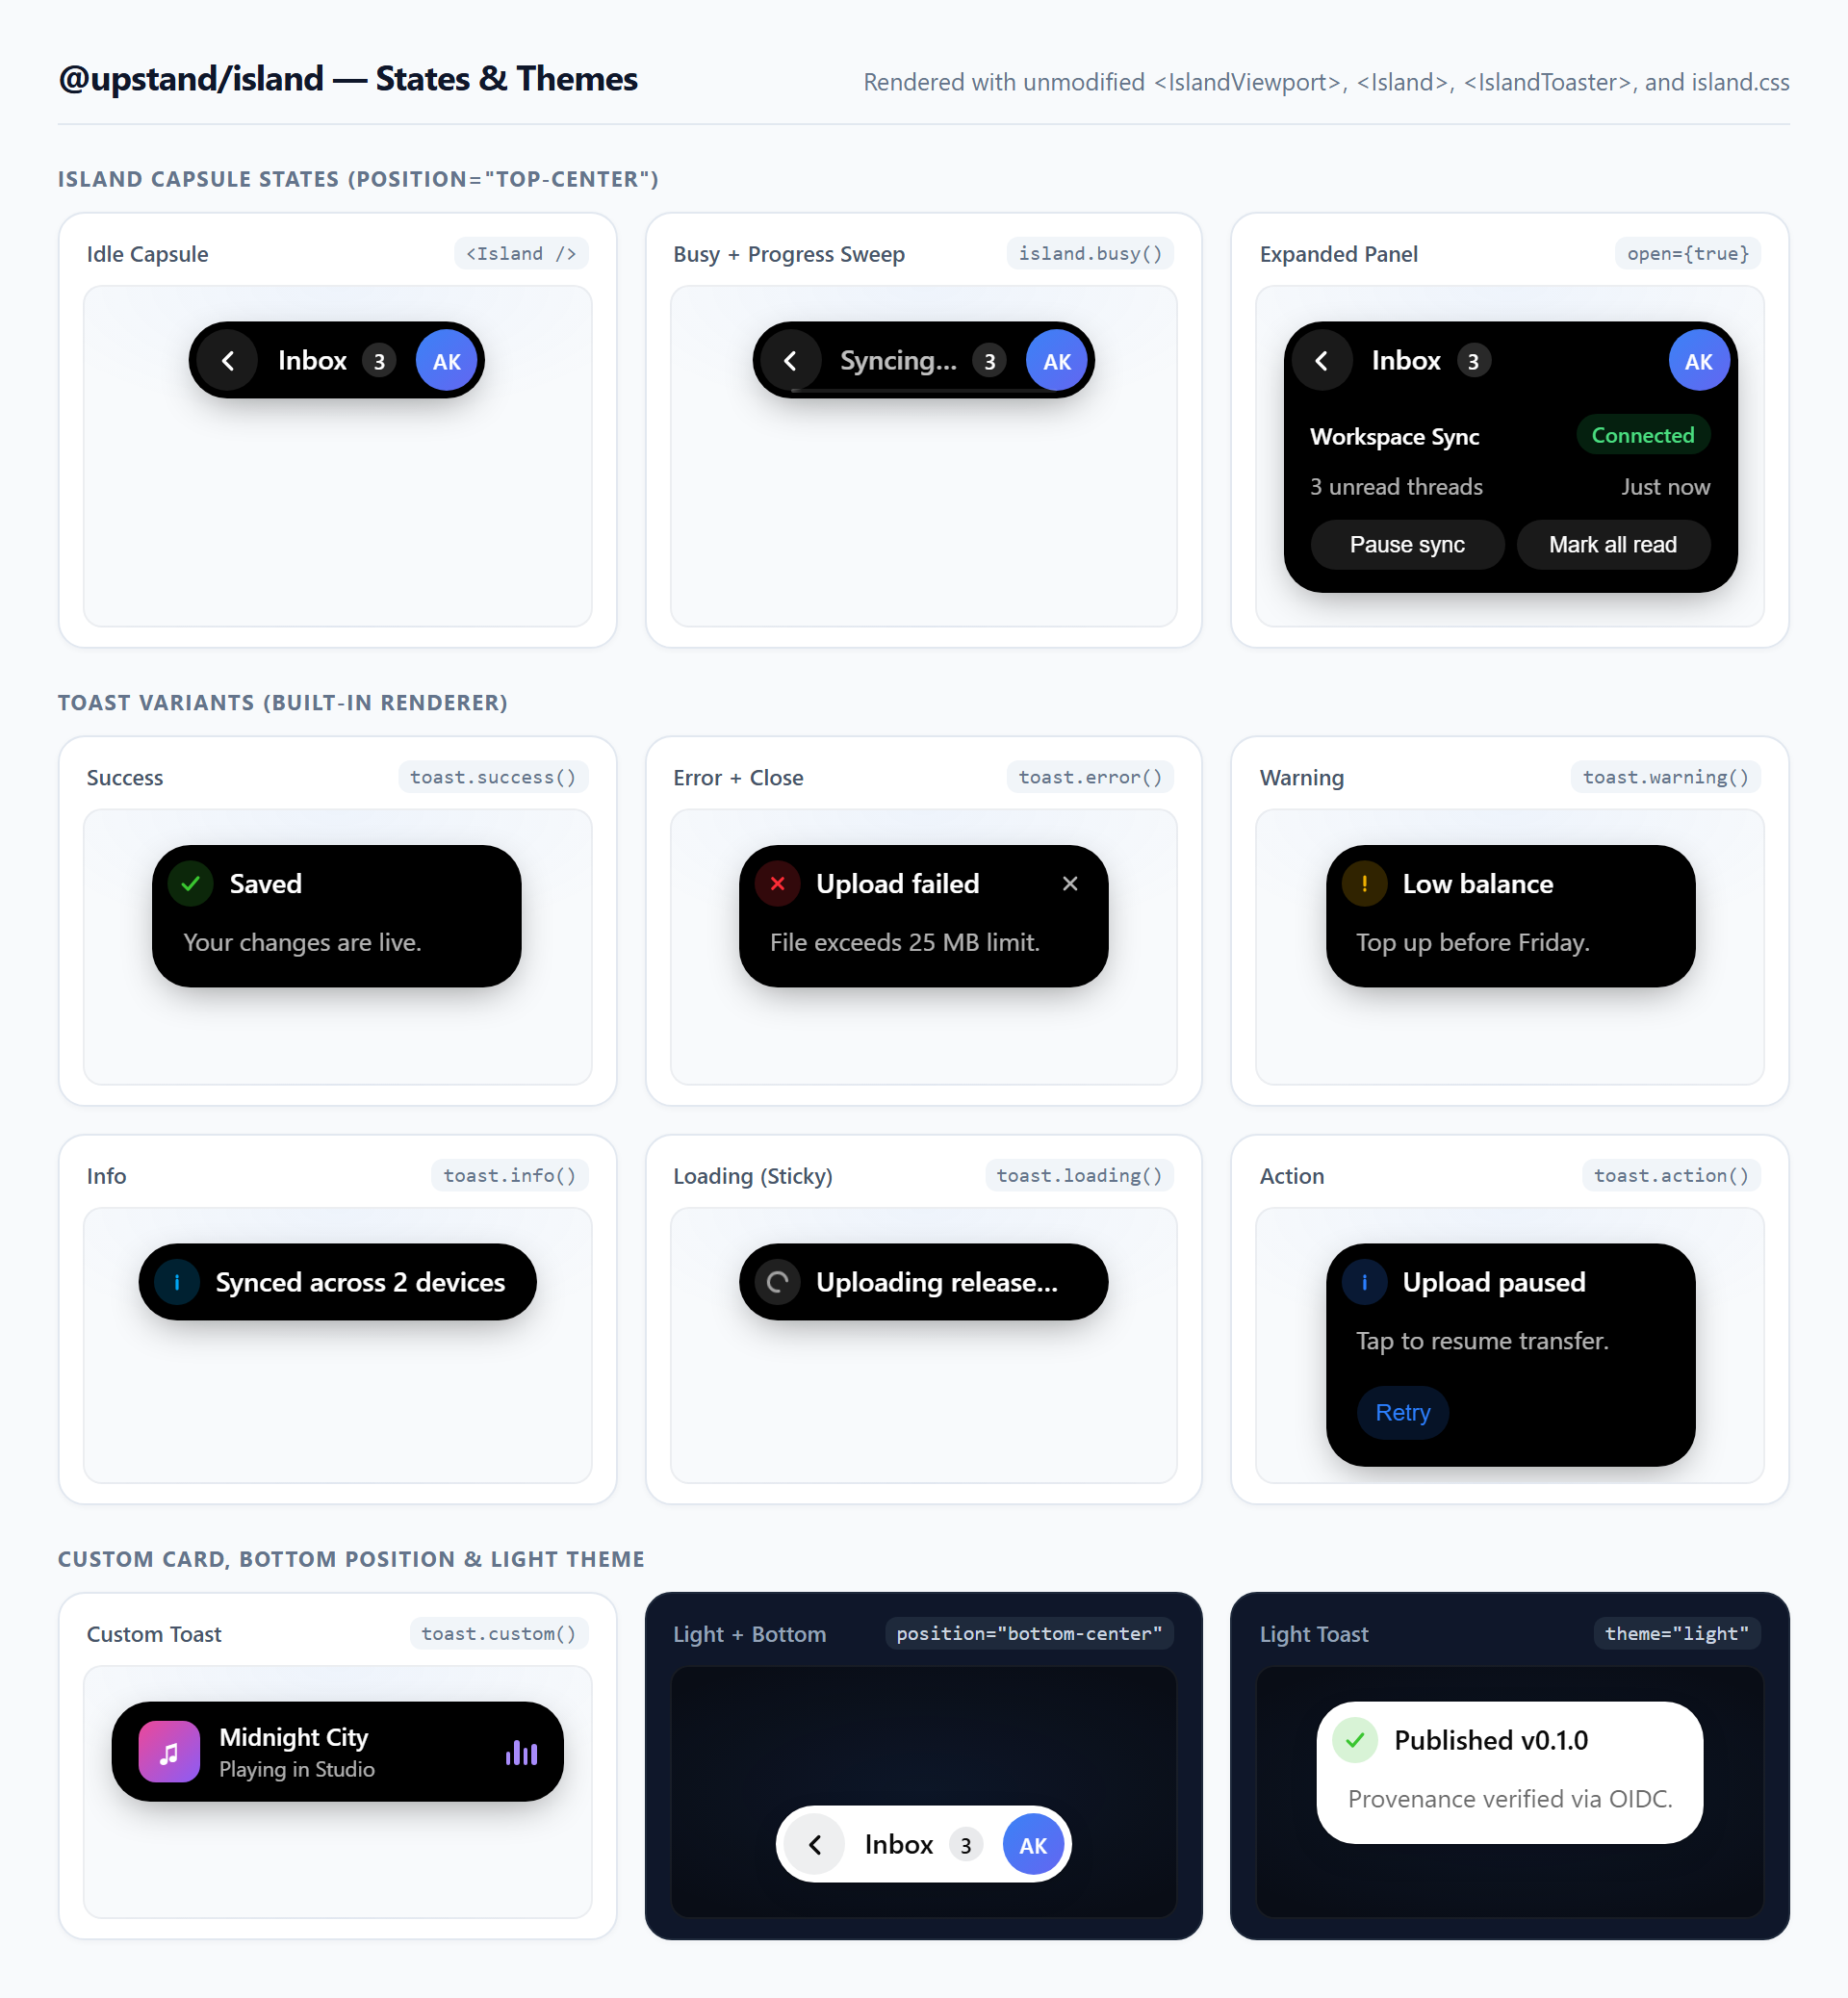 @upstand/island — States & Themes
Rendered with unmodified <IslandViewport>, <Island>, <IslandToaster>, and island.css
ISLAND CAPSULE STATES (POSITION="TOP-CENTER")
Idle Capsule
<Island />
Inbox 3 AK
Busy + Progress Sweep
island.busy()
Syncing... 3 AK
Expanded Panel
open={true}
Inbox 3 AK
Workspace Sync
Connected
3 unread threads
Just now
Pause sync
Mark all read
TOAST VARIANTS (BUILT-IN RENDERER)
Success
toast.success()
Saved
Your changes are live.
Error + Close
toast.error()
Upload failed
File exceeds 25 MB limit.
Warning
toast.warning()
Low balance
Top up before Friday.
Info
toast.info()
Synced across 2 devices
Loading (Sticky)
toast.loading()
Uploading release...
Action
toast.action()
Upload paused
Tap to resume transfer.
Retry
CUSTOM CARD, BOTTOM POSITION & LIGHT THEME
Custom Toast
toast.custom()
Midnight City
Playing in Studio
Light + Bottom
position="bottom-center"
Inbox 3 AK
Light Toast
theme="light"
Published v0.1.0
Provenance verified via OIDC.